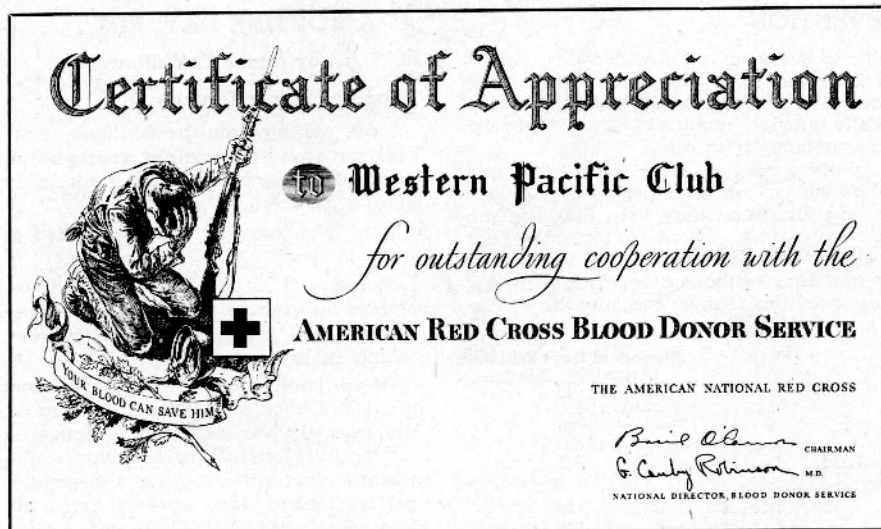 Certificate of Appreciation
to Western Pacific Club
for outstanding cooperation with the
AMERICAN RED CROSS BLOOD DONOR SERVICE
YOUR BLOOD CAN SAVE HIM
THE AMERICAN NATIONAL RED CROSS
Basil O'Connor CHAIRMAN
G. Canby Robinson M.D.
NATIONAL DIRECTOR, BLOOD DONOR SERVICE